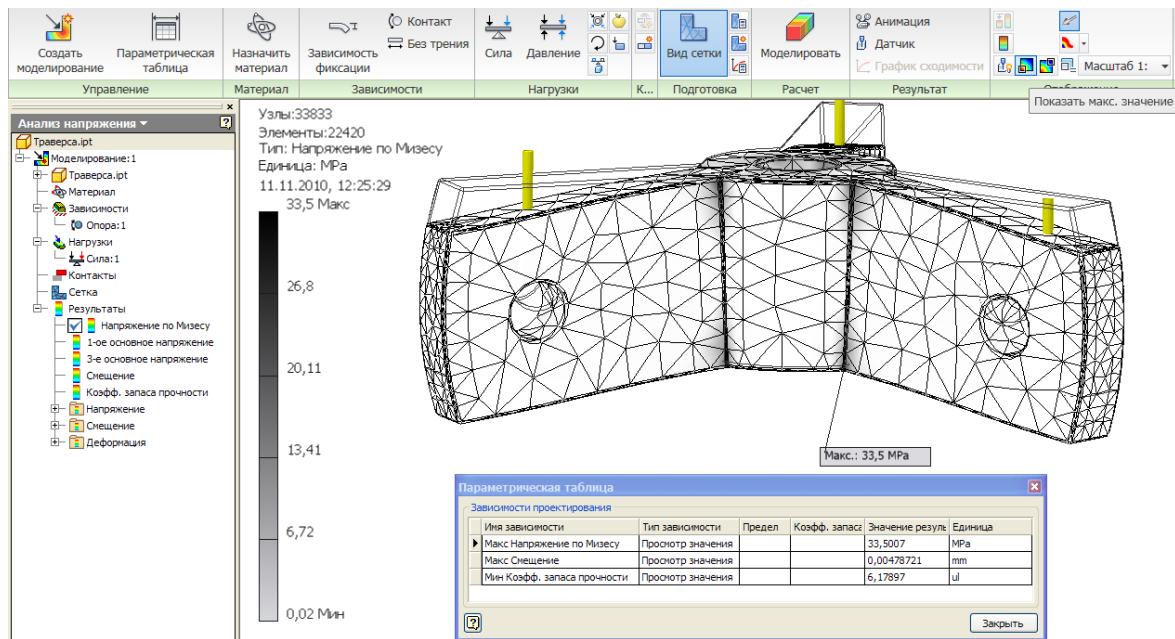 Создать моделирование
Параметрическая таблица
Управление
Назначить материал
Материал
Зависимость фиксации
Контакт
Без трения
Зависимости
Сила
Давление
Нагрузки
К...
Вид сетки
Подготовка
Моделировать
Расчет
Анимация
Датчик
График сходимости
Результат
Масштаб 1:
Показать макс. значение
Анализ напряжения
Траверса.ipt
Моделирование:1
Траверса.ipt
Материал
Зависимости
Опора:1
Нагрузки
Сила:1
Контакты
Сетка
Результаты
Напряжение по Мизесу
1-ое основное напряжение
3-е основное напряжение
Смещение
Коэфф. запаса прочности
Напряжение
Смещение
Деформация
Узлы:33833
Элементы:22420
Тип: Напряжение по Мизесу
Единица: MPa
11.11.2010, 12:25:29
33,5 Макс
26,8
20,11
13,41
6,72
0,02 Мин
Макс.: 33,5 MPa
Параметрическая таблица
Зависимости проектирования
Имя зависимости Тип зависимости Предел Коэфф. запаса Значение резуль Единица
Макс Напряжение по Мизесу Просмотр значения 33,5007 MPa
Макс Смещение Просмотр значения 0,00478721 mm
Мин Коэфф. запаса прочности Просмотр значения 6,17897 ul
Закрыть